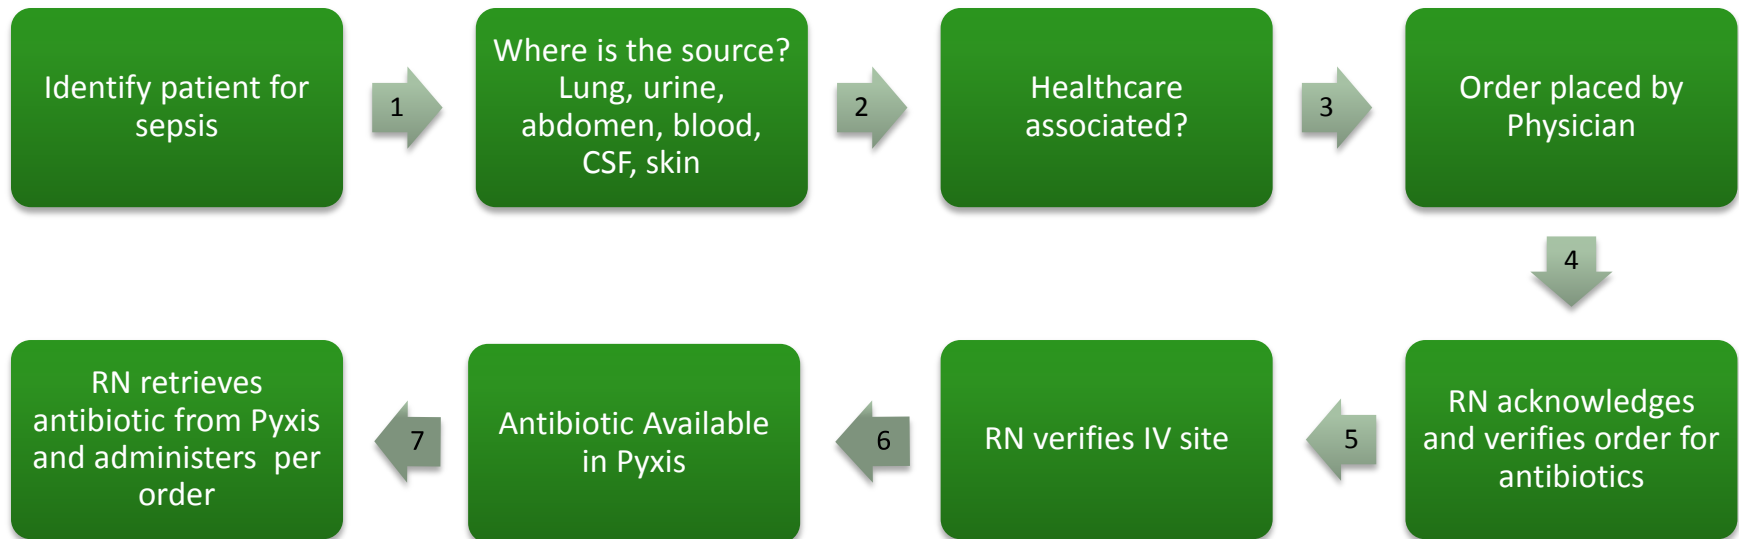 Identify patient for
sepsis
1
Where is the source?
Lung, urine,
abdomen, blood,
CSF, skin
2
Healthcare
associated?
3
Order placed by
Physician
4
RN acknowledges
and verifies order for
antibiotics
5
RN verifies IV site
6
Antibiotic Available
in Pyxis
7
RN retrieves
antibiotic from Pyxis
and administers  per
order